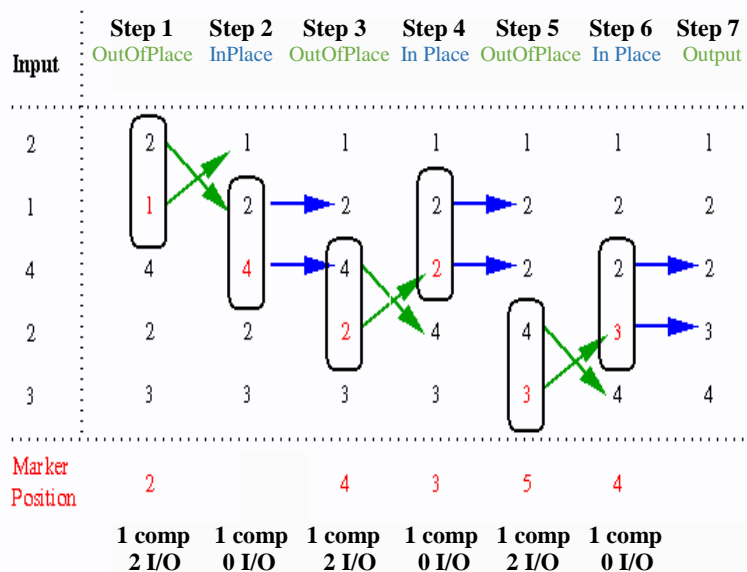 Step 1 Step 2 Step 3 Step 4 Step 5 Step 6 Step 7
Input OutOfPlace InPlace OutOfPlace In Place OutOfPlace In Place Output
2 2 1 1 1 1 1 1
1 1 2 2 2 2 2 2
4 4 4 4 2 2 2 2
2 2 2 2 4 4 3 3
3 3 3 3 3 3 4 4
Marker
Position 2 4 3 5 4
1 comp 1 comp 1 comp 1 comp 1 comp 1 comp
2 I/O 0 I/O 2 I/O 0 I/O 2 I/O 0 I/O